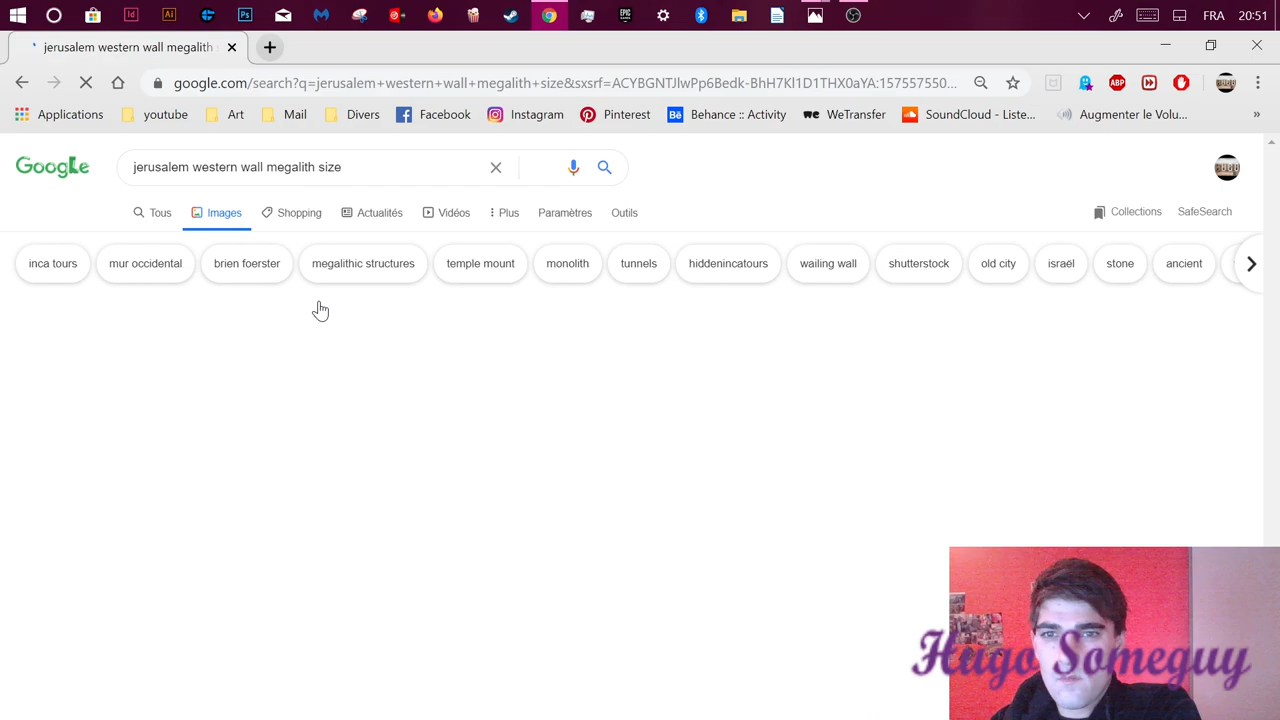 FRA 20:51
jerusalem western wall megalith
google.com/search?q=jerusalem+western+wall+megalith+size&sxsrf=ACYBGNTJlwPp6Bedk-BhH7Kl1D1THX0aYA:157557550...
Applications youtube Art Mail Divers Facebook Instagram Pinterest Behance :: Activity WeTransfer SoundCloud - Liste... Augmenter le Volu... »
Google jerusalem western wall megalith size
Tous Images Shopping Actualités Vidéos Plus Paramètres Outils Collections SafeSearch
inca tours mur occidental brien foerster megalithic structures temple mount monolith tunnels hiddenincatours wailing wall shutterstock old city israël stone ancient
Hugo Someguy